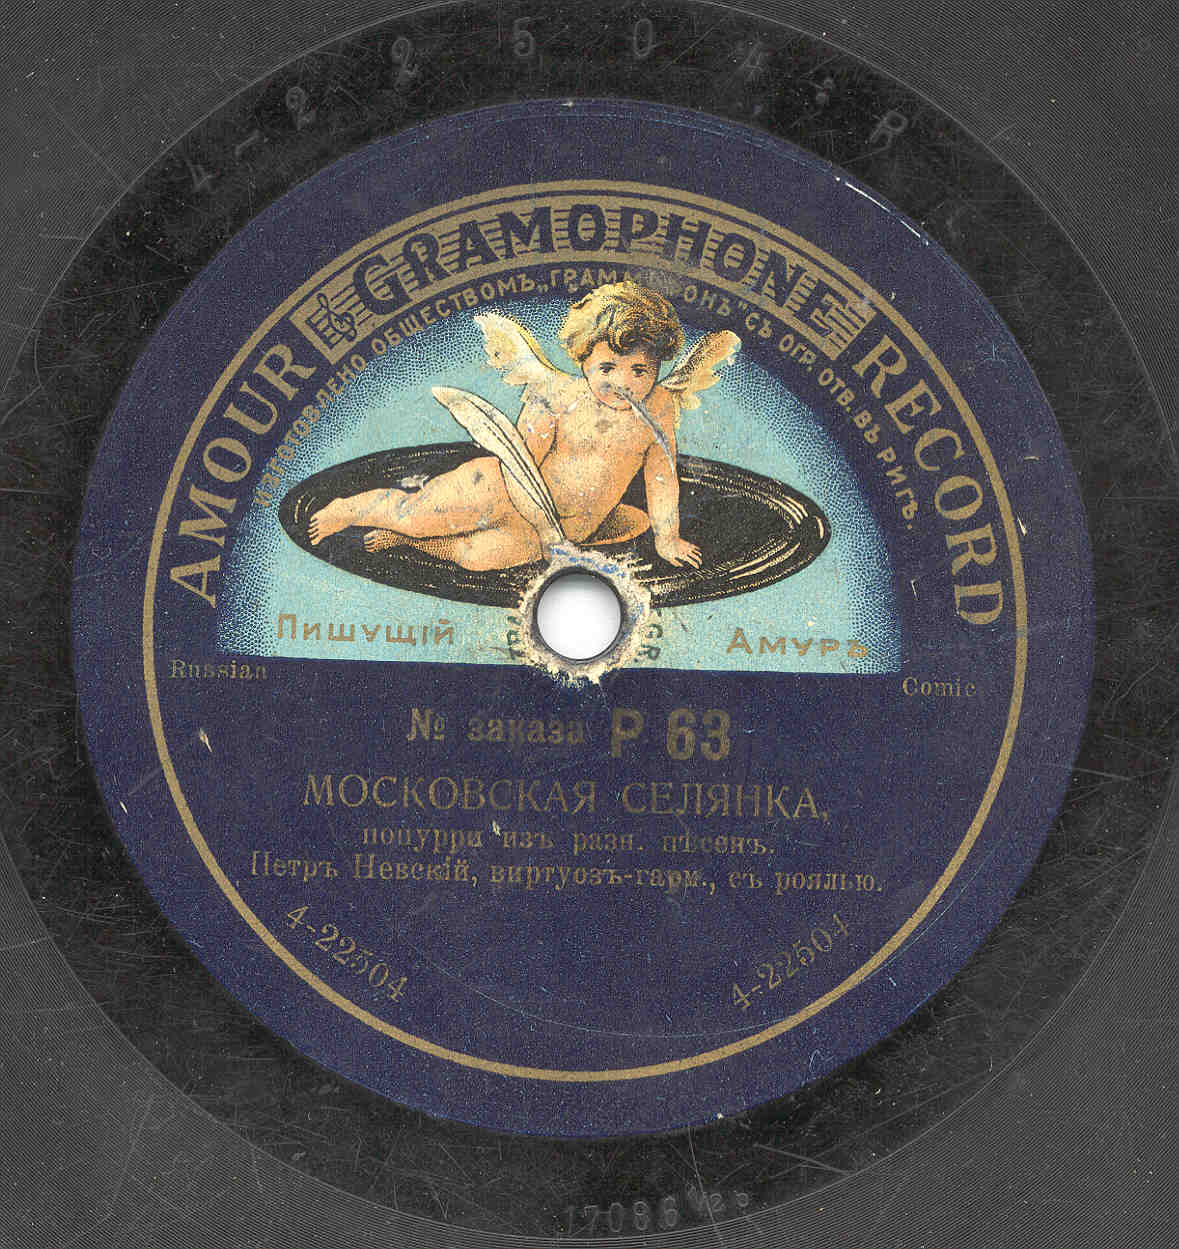 4-22504 R
AMOUR GRAMOPHONE RECORD
ИЗГОТОВЛЕНО ОБЩЕСТВОМЪ „ГРАММОФОНЪ" СЪ ОГР. ОТВ. ВЪ РИГѢ.
ПИШУЩІЙ АМУРЪ
Russian
Comic
№ заказа P 63
МОСКОВСКАЯ СЕЛЯНКА,
попурри изъ разн. пѣсенъ.
Петръ Невскій, виртуозъ-гарм., съ роялью.
4-22504
4-22504